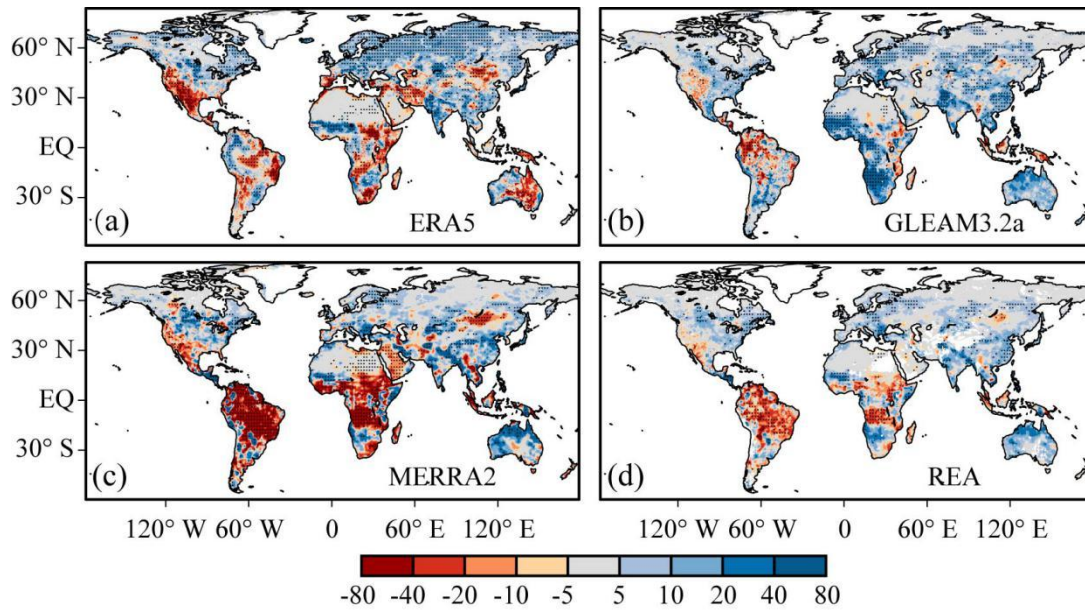 60° N
30° N
EQ
30° S
(a)
ERA5
(b)
GLEAM3.2a
60° N
30° N
EQ
30° S
(c)
MERRA2
(d)
REA
120° W 60° W 0 60° E 120° E
120° W 60° W 0 60° E 120° E
-80 -40 -20 -10 -5 5 10 20 40 80